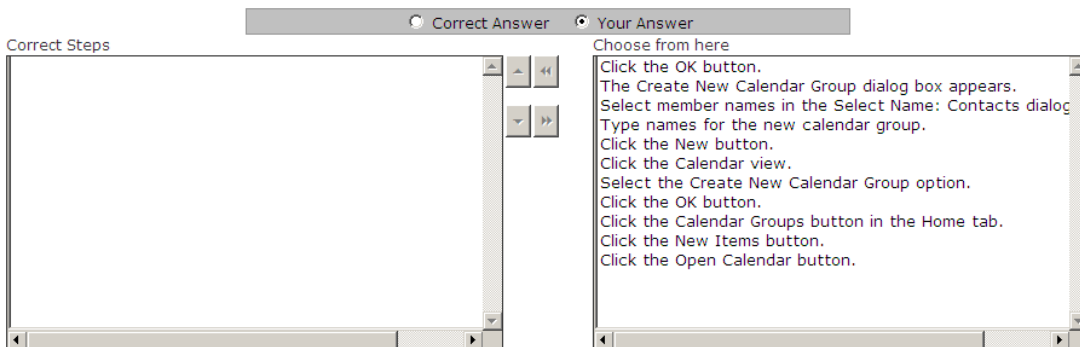 Correct Answer Your Answer
Correct Steps
Choose from here
Click the OK button.
The Create New Calendar Group dialog box appears.
Select member names in the Select Name: Contacts dialog
Type names for the new calendar group.
Click the New button.
Click the Calendar view.
Select the Create New Calendar Group option.
Click the OK button.
Click the Calendar Groups button in the Home tab.
Click the New Items button.
Click the Open Calendar button.